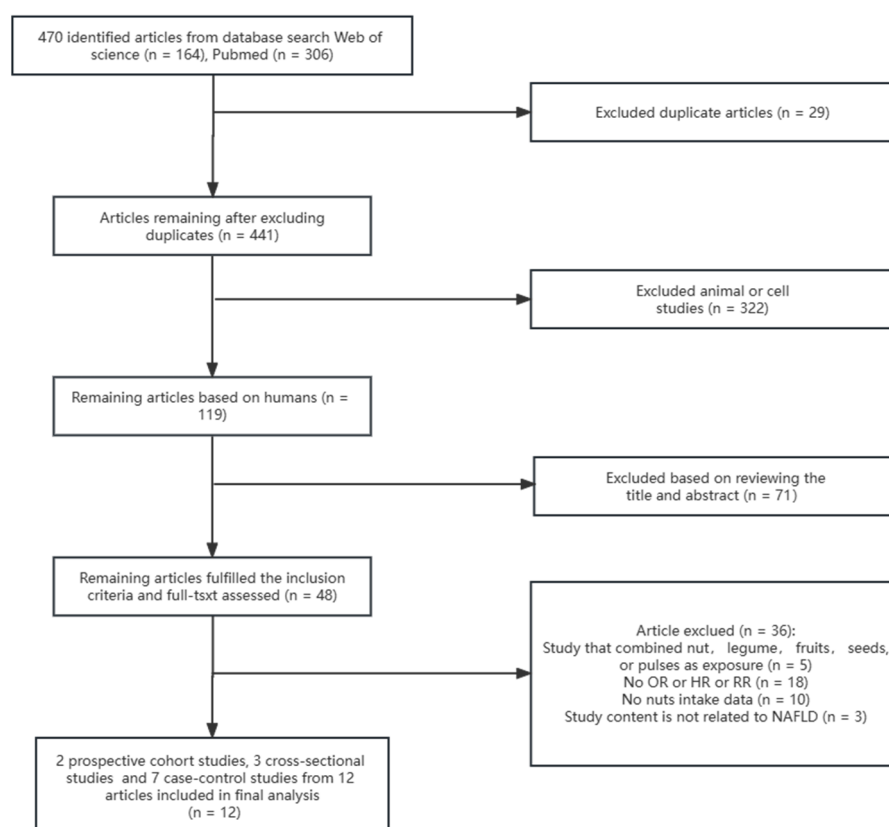 470 identified articles from database search Web of
science (n = 164), Pubmed (n = 306)
Excluded duplicate articles (n = 29)
Articles remaining after excluding
duplicates (n = 441)
Excluded animal or cell
studies (n = 322)
Remaining articles based on humans (n =
119)
Excluded based on reviewing the
title and abstract (n = 71)
Remaining articles fulfilled the inclusion
criteria and full-tsxt assessed (n = 48)
Article exclued (n = 36):
Study that combined nut, legume, fruits, seeds,
or pulses as exposure (n = 5)
No OR or HR or RR (n = 18)
No nuts intake data (n = 10)
Study content is not related to NAFLD (n = 3)
2 prospective cohort studies, 3 cross-sectional
studies and 7 case-control studies from 12
articles included in final analysis
(n = 12)